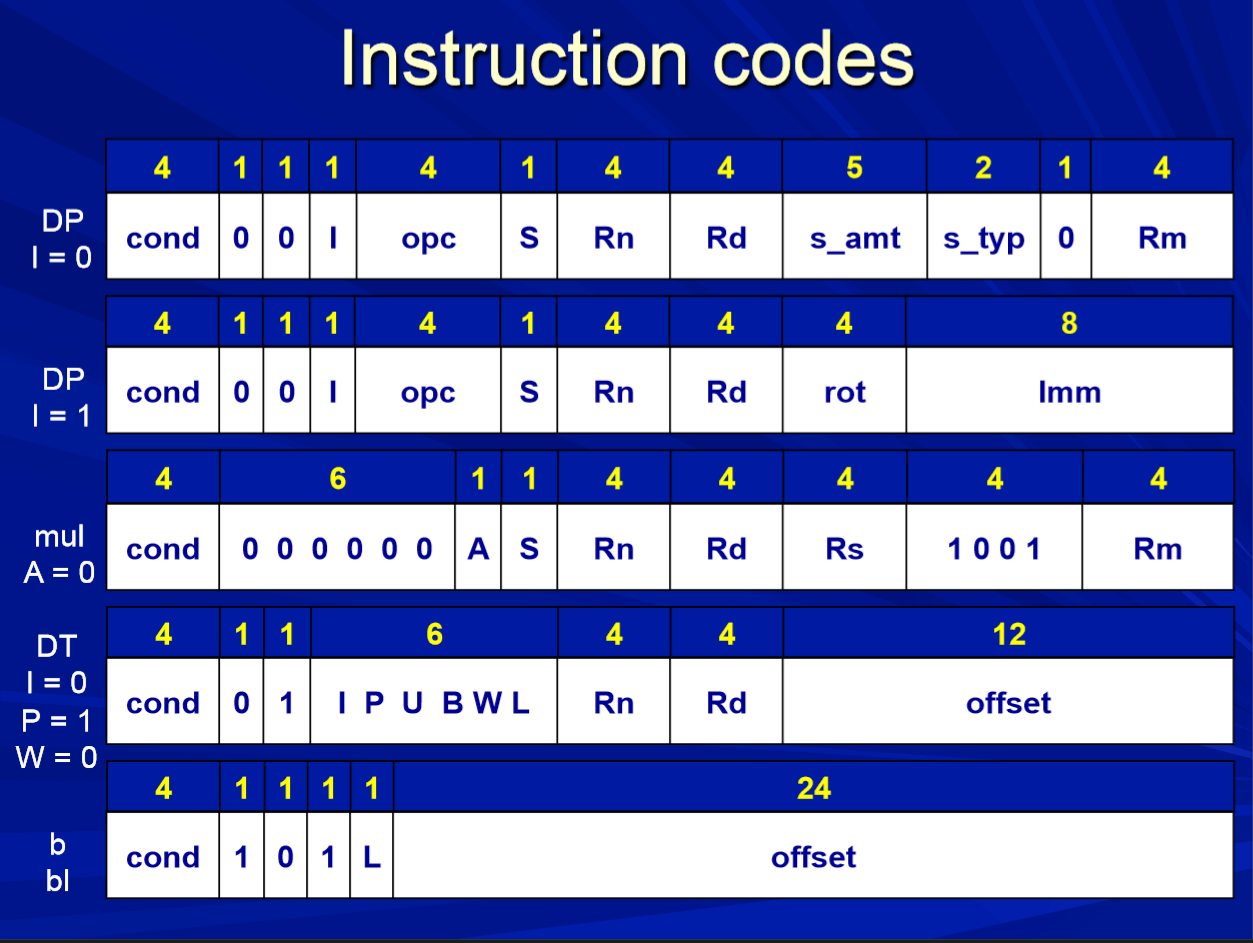 Instruction codes
4 1 1 1 4 1 4 4 5 2 1 4
DP
I = 0
cond 0 0 I opc S Rn Rd s_amt s_typ 0 Rm
4 1 1 1 4 1 4 4 4 8
DP
I = 1
cond 0 0 I opc S Rn Rd rot Imm
4 6 1 1 4 4 4 4 4
mul
A = 0
cond 0 0 0 0 0 0 A S Rn Rd Rs 1 0 0 1 Rm
4 1 1 6 4 4 12
DT
I = 0
P = 1
W = 0
cond 0 1 I P U B W L Rn Rd offset
4 1 1 1 1 24
b
bl
cond 1 0 1 L offset